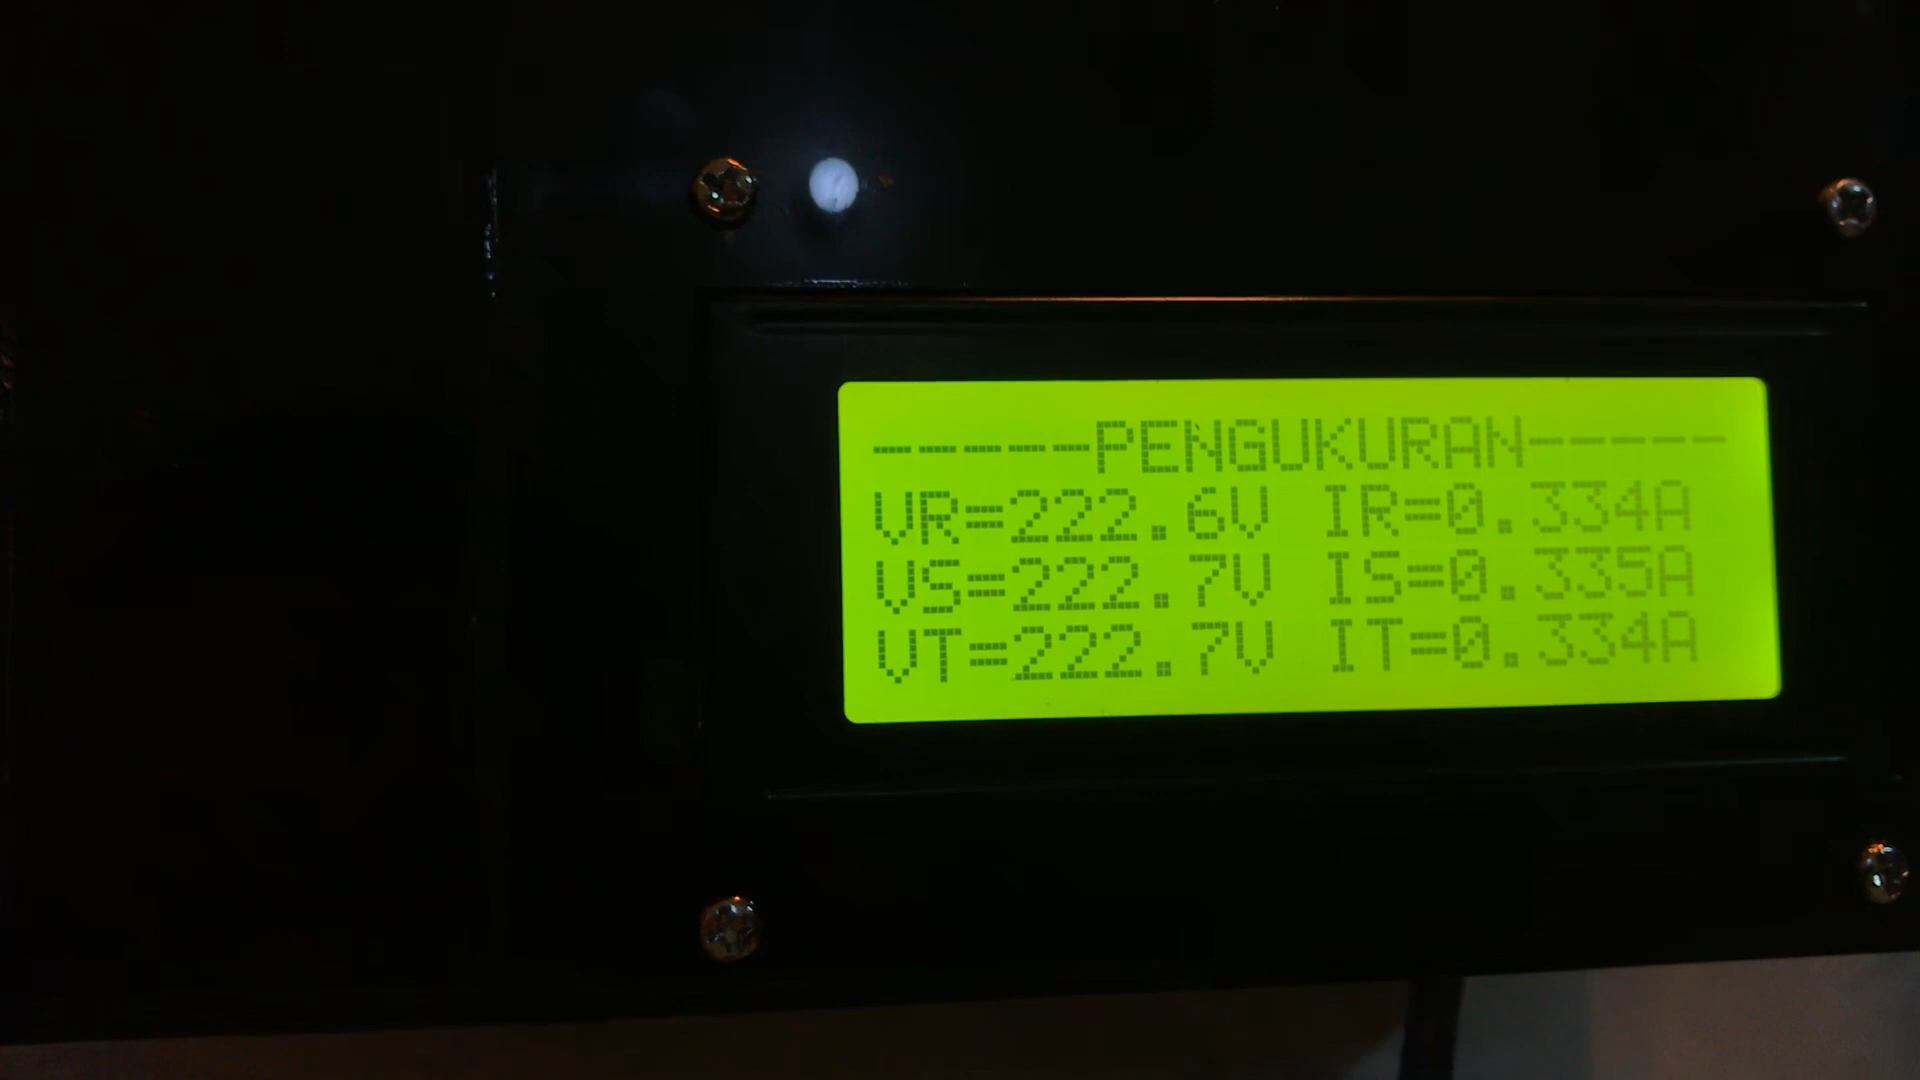 -----PENGUKURAN-----
VR=222.6V IR=0.334A
VS=222.7V IS=0.335A
VT=222.7V IT=0.334A